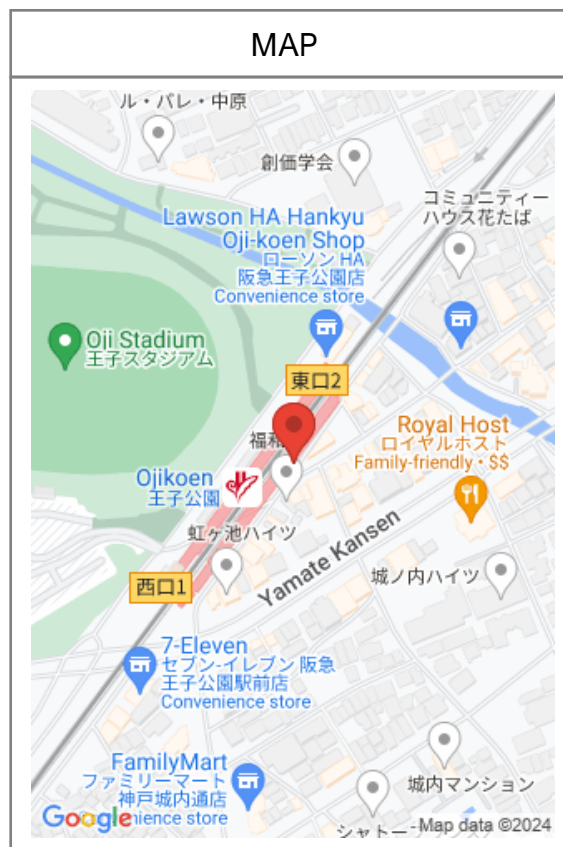 MAP
ル・パレ・中原
創価学会
コミュニティー
ハウス花たば
Lawson HA Hankyu
Oji-koen Shop
ローソン HA
阪急王子公園店
Convenience store
Oji Stadium
王子スタジアム
東口2
Royal Host
ロイヤルホスト
Family-friendly・$$
福和
Ojikoen
王子公園
虹ヶ池ハイツ
Yamate Kansen
城ノ内ハイツ
西口1
7-Eleven
セブン-イレブン 阪急
王子公園駅前店
Convenience store
FamilyMart
ファミリーマート
神戸城内通店
nience store
城内マンション
Google
シャトー
Map data ©2024